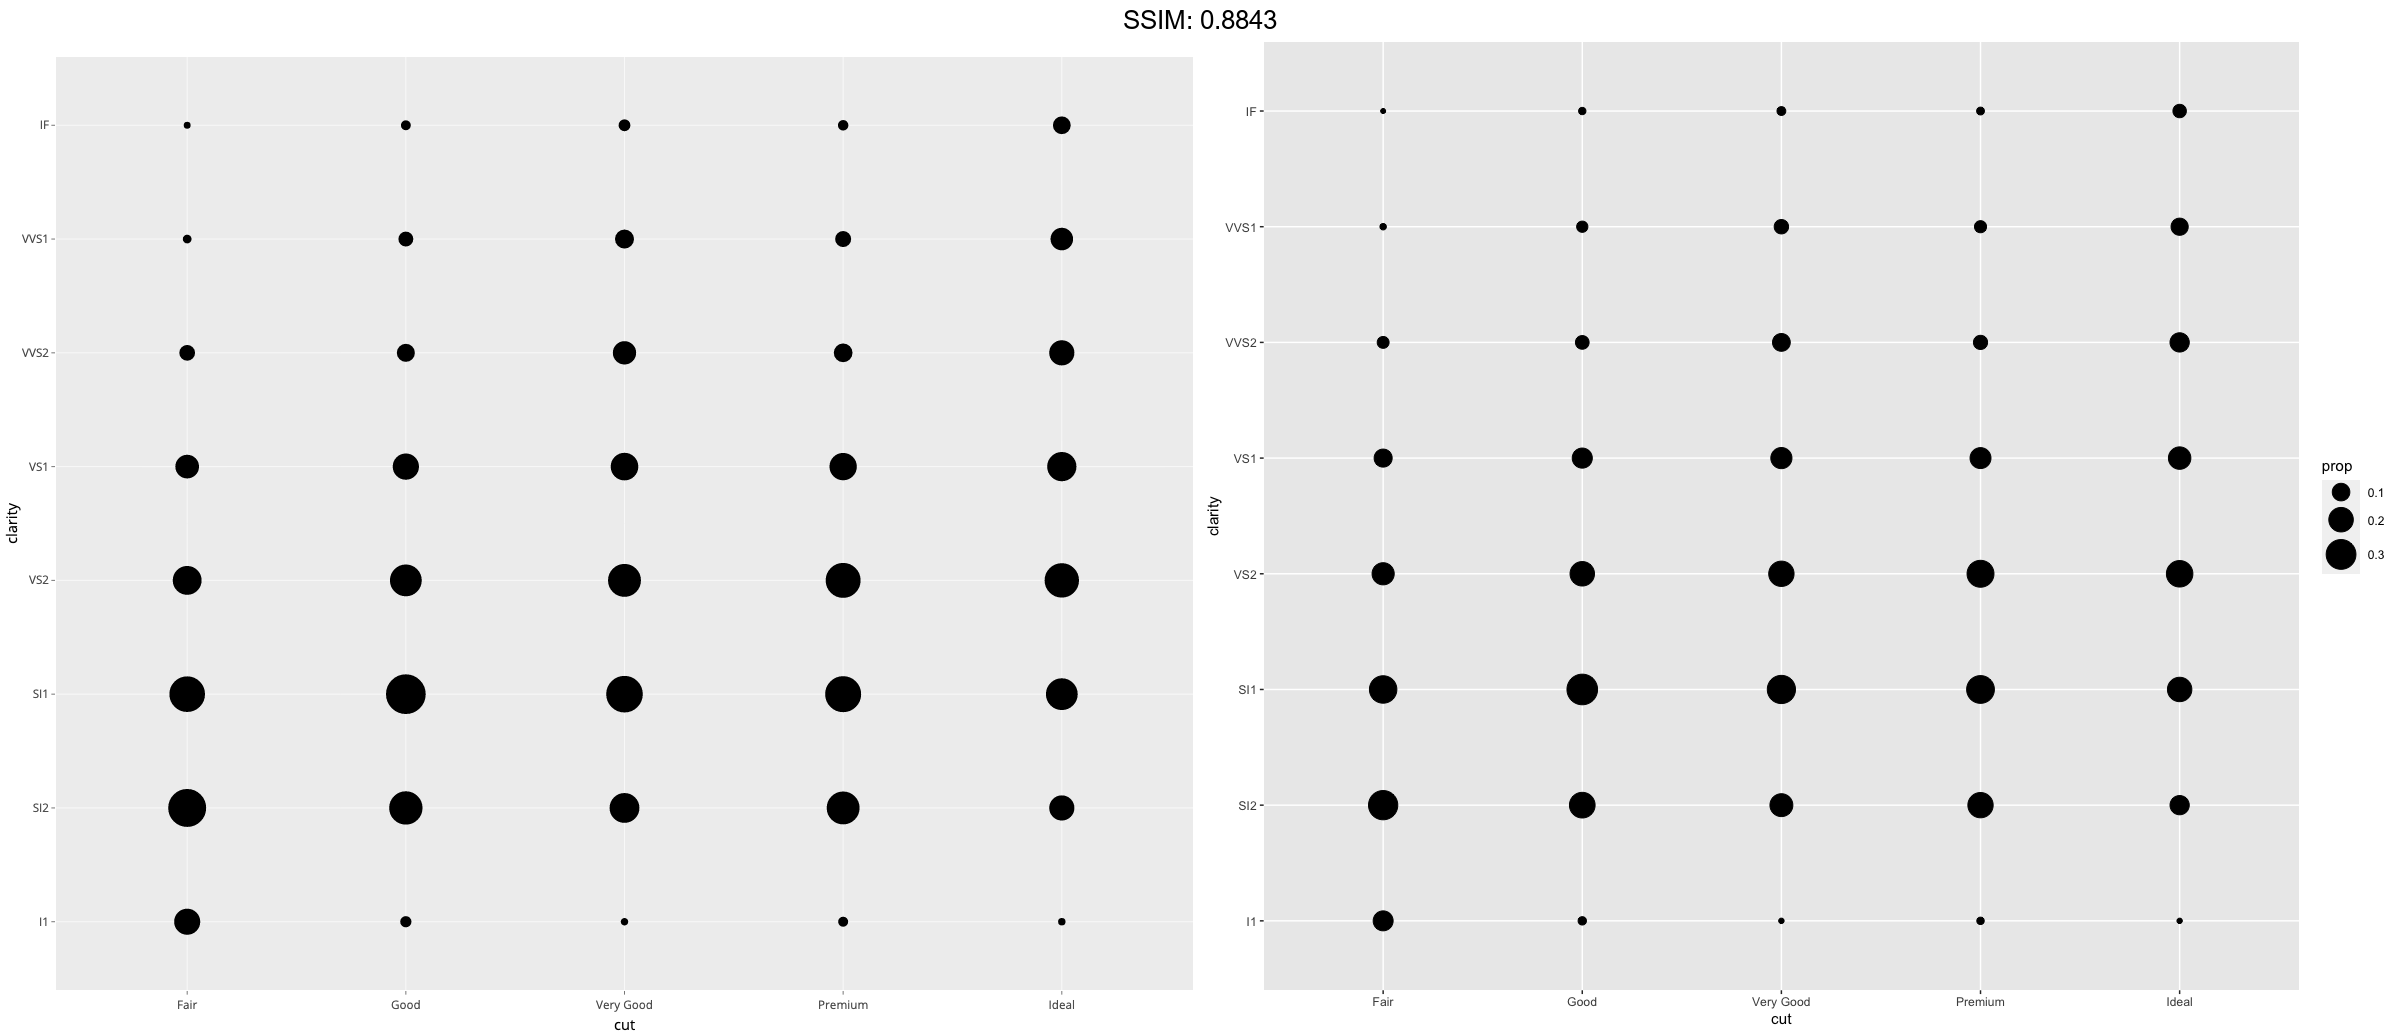 SSIM: 0.8843
clarity
IF
VVS1
VVS2
VS1
VS2
SI1
SI2
I1
Fair Good Very Good Premium Ideal
cut
clarity
IF
VVS1
VVS2
VS1
VS2
SI1
SI2
I1
Fair Good Very Good Premium Ideal
cut
prop
0.1
0.2
0.3